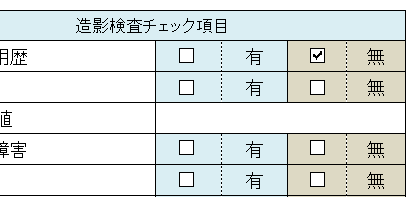 造影検査チェック項目
用歴 ☐ 有 ☑ 無
☐ 有 ☐ 無
値
障害 ☐ 有 ☐ 無
☐ 有 ☐ 無